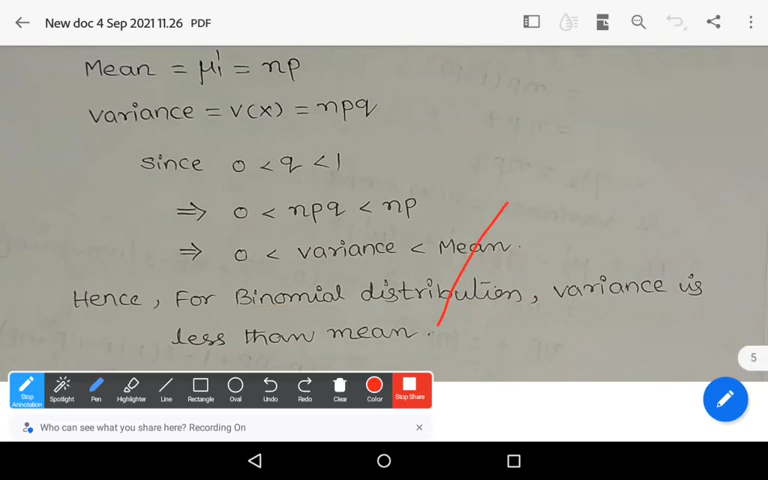 New doc 4 Sep 2021 11.26 PDF
Mean = μ₁' = np
variance = V(X) = npq
since 0 < q < 1
⇒ 0 < npq < np
⇒ 0 < variance < Mean.
Hence, For Binomial distribution, variance is
less than mean.
5
Stop Annotation Spotlight Pen Highlighter Line Rectangle Oval Undo Redo Clear Color Stop Share
Who can see what you share here? Recording On